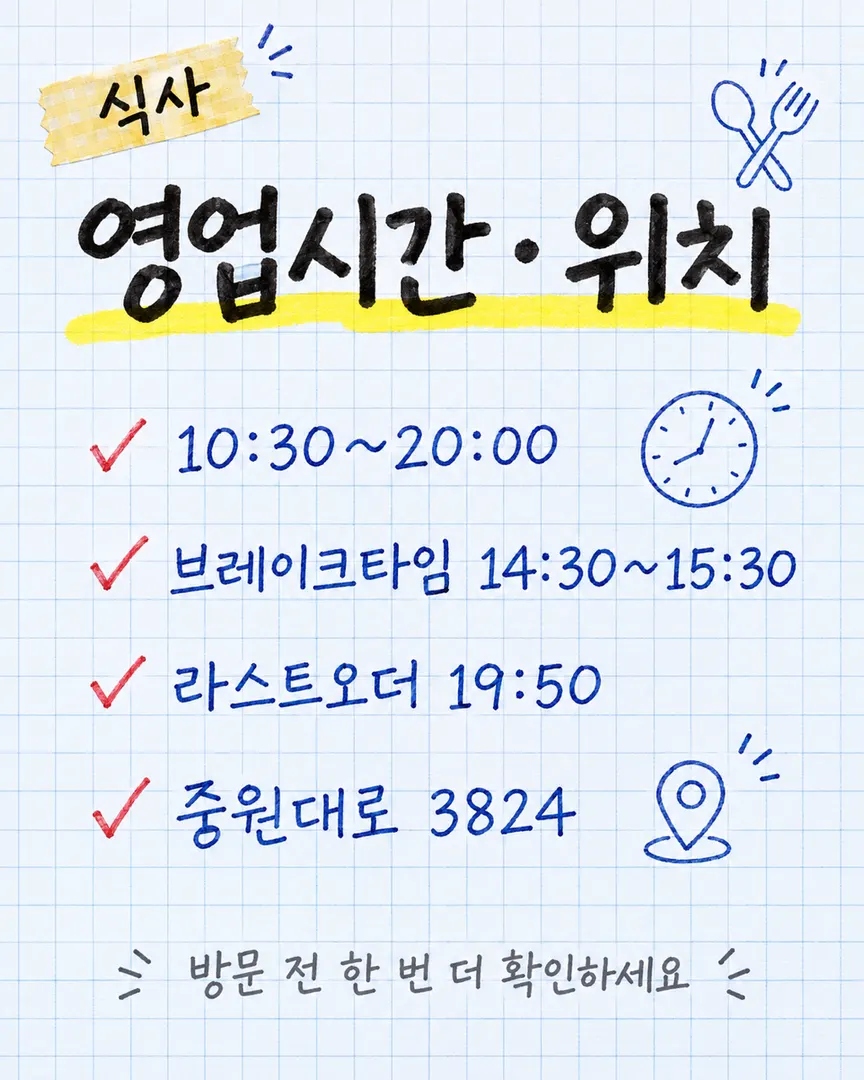 식사
영업시간·위치
10:30~20:00
브레이크타임 14:30~15:30
라스트오더 19:50
중원대로 3824
방문 전 한 번 더 확인하세요